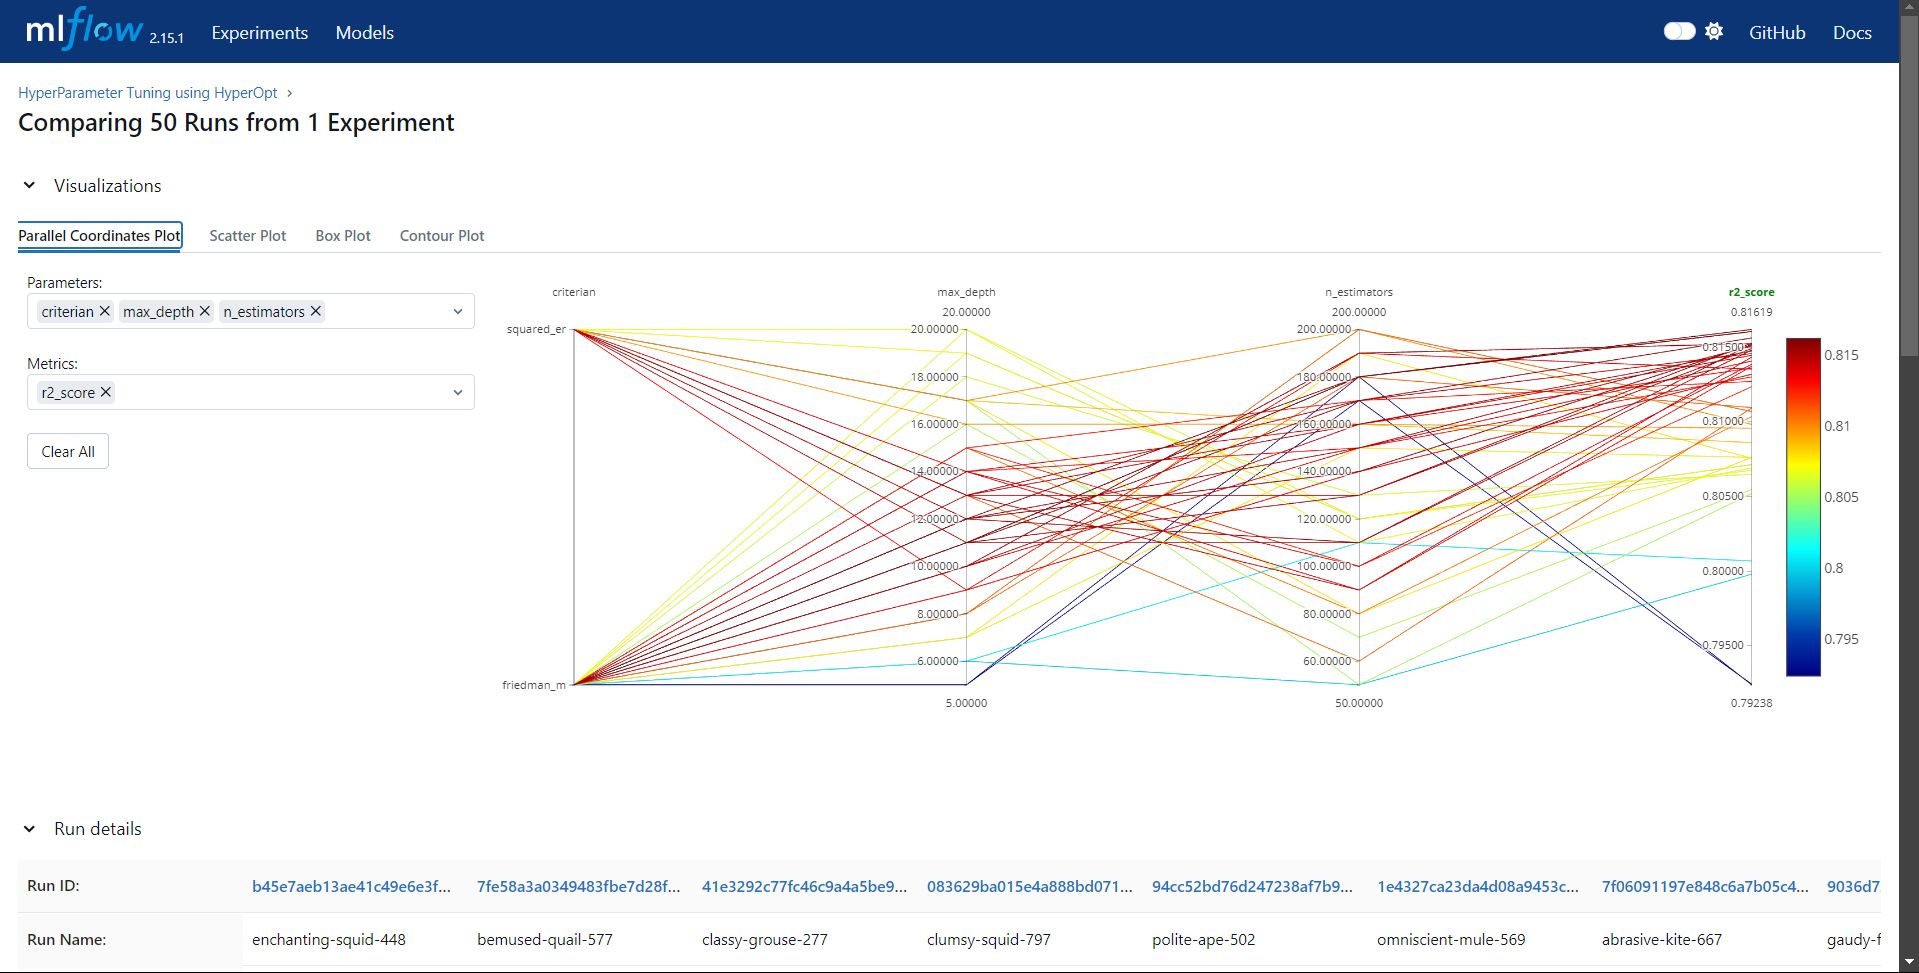 mlflow 2.15.1 Experiments Models GitHub Docs
HyperParameter Tuning using HyperOpt
Comparing 50 Runs from 1 Experiment
Visualizations
Parallel Coordinates Plot Scatter Plot Box Plot Contour Plot
Parameters:
criterian max_depth n_estimators
Metrics:
r2_score
Clear All
criterian max_depth n_estimators r2_score
20.00000 200.00000 0.81619
squared_er 20.00000 200.00000
0.81500 0.815
18.00000 180.00000
16.00000 160.00000 0.81000 0.81
14.00000 140.00000
0.80500 0.805
12.00000 120.00000
10.00000 100.00000 0.80000 0.8
8.00000 80.00000
6.00000 60.00000 0.79500 0.795
friedman_m
5.00000 50.00000 0.79238
Run details
Run ID: b45e7aeb13ae41c49e6e3f... 7fe58a3a0349483fbe7d28f... 41e3292c77fc46c9a4a5be9... 083629ba015e4a888bd071... 94cc52bd76d247238af7b9... 1e4327ca23da4d08a9453c... 7f06091197e848c6a7b05c4... 9036d7
Run Name: enchanting-squid-448 bemused-quail-577 classy-grouse-277 clumsy-squid-797 polite-ape-502 omniscient-mule-569 abrasive-kite-667 gaudy-f